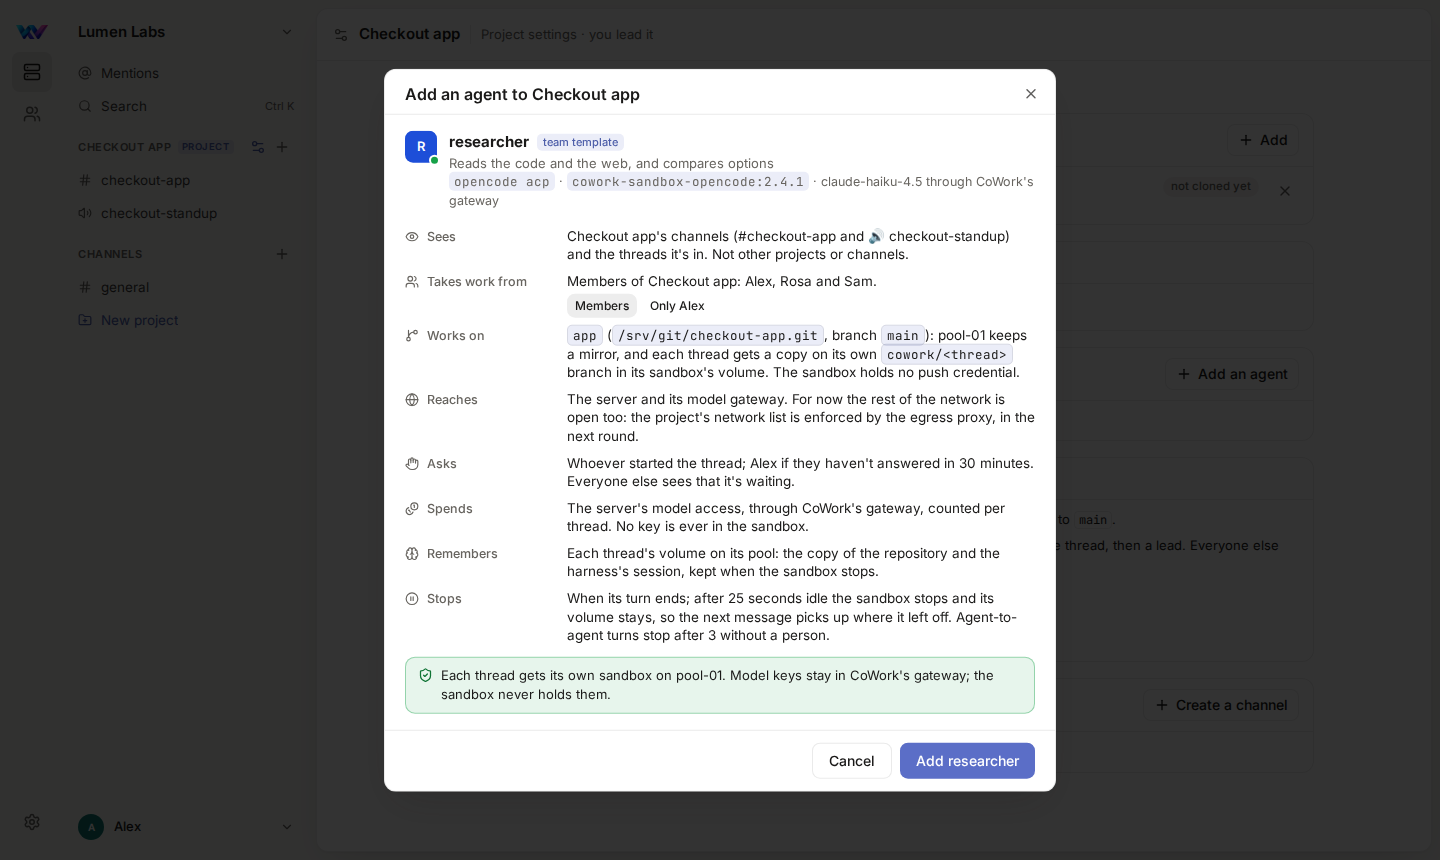 Lumen Labs
Mentions
Search Ctrl K
CHECKOUT APP PROJECT
checkout-app
checkout-standup
CHANNELS
general
New project
A Alex
Checkout app Project settings · you lead it
+ Add
not cloned yet
+ Add an agent
to main.
e thread, then a lead. Everyone else
+ Create a channel
Add an agent to Checkout app
R researcher team template
Reads the code and the web, and compares options
opencode acp · cowork-sandbox-opencode:2.4.1 · claude-haiku-4.5 through CoWork's
gateway
Sees Checkout app's channels (#checkout-app and 🔊 checkout-standup)
and the threads it's in. Not other projects or channels.
Takes work from Members of Checkout app: Alex, Rosa and Sam.
Members Only Alex
Works on app (/srv/git/checkout-app.git, branch main): pool-01 keeps
a mirror, and each thread gets a copy on its own cowork/<thread>
branch in its sandbox's volume. The sandbox holds no push credential.
Reaches The server and its model gateway. For now the rest of the network is
open too: the project's network list is enforced by the egress proxy, in the
next round.
Asks Whoever started the thread; Alex if they haven't answered in 30 minutes.
Everyone else sees that it's waiting.
Spends The server's model access, through CoWork's gateway, counted per
thread. No key is ever in the sandbox.
Remembers Each thread's volume on its pool: the copy of the repository and the
harness's session, kept when the sandbox stops.
Stops When its turn ends; after 25 seconds idle the sandbox stops and its
volume stays, so the next message picks up where it left off. Agent-to-
agent turns stop after 3 without a person.
Each thread gets its own sandbox on pool-01. Model keys stay in CoWork's gateway; the
sandbox never holds them.
Cancel Add researcher